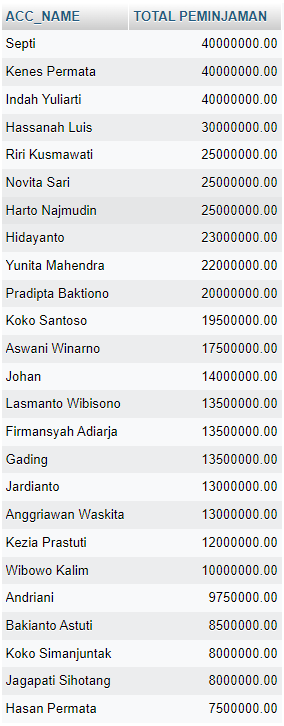 ACC_NAME TOTAL PEMINJAMAN
Septi 40000000.00
Kenes Permata 40000000.00
Indah Yuliarti 40000000.00
Hassanah Luis 30000000.00
Riri Kusmawati 25000000.00
Novita Sari 25000000.00
Harto Najmudin 25000000.00
Hidayanto 23000000.00
Yunita Mahendra 22000000.00
Pradipta Baktiono 20000000.00
Koko Santoso 19500000.00
Aswani Winarno 17500000.00
Johan 14000000.00
Lasmanto Wibisono 13500000.00
Firmansyah Adiarja 13500000.00
Gading 13500000.00
Jardianto 13000000.00
Anggriawan Waskita 13000000.00
Kezia Prastuti 12000000.00
Wibowo Kalim 10000000.00
Andriani 9750000.00
Bakianto Astuti 8500000.00
Koko Simanjuntak 8000000.00
Jagapati Sihotang 8000000.00
Hasan Permata 7500000.00